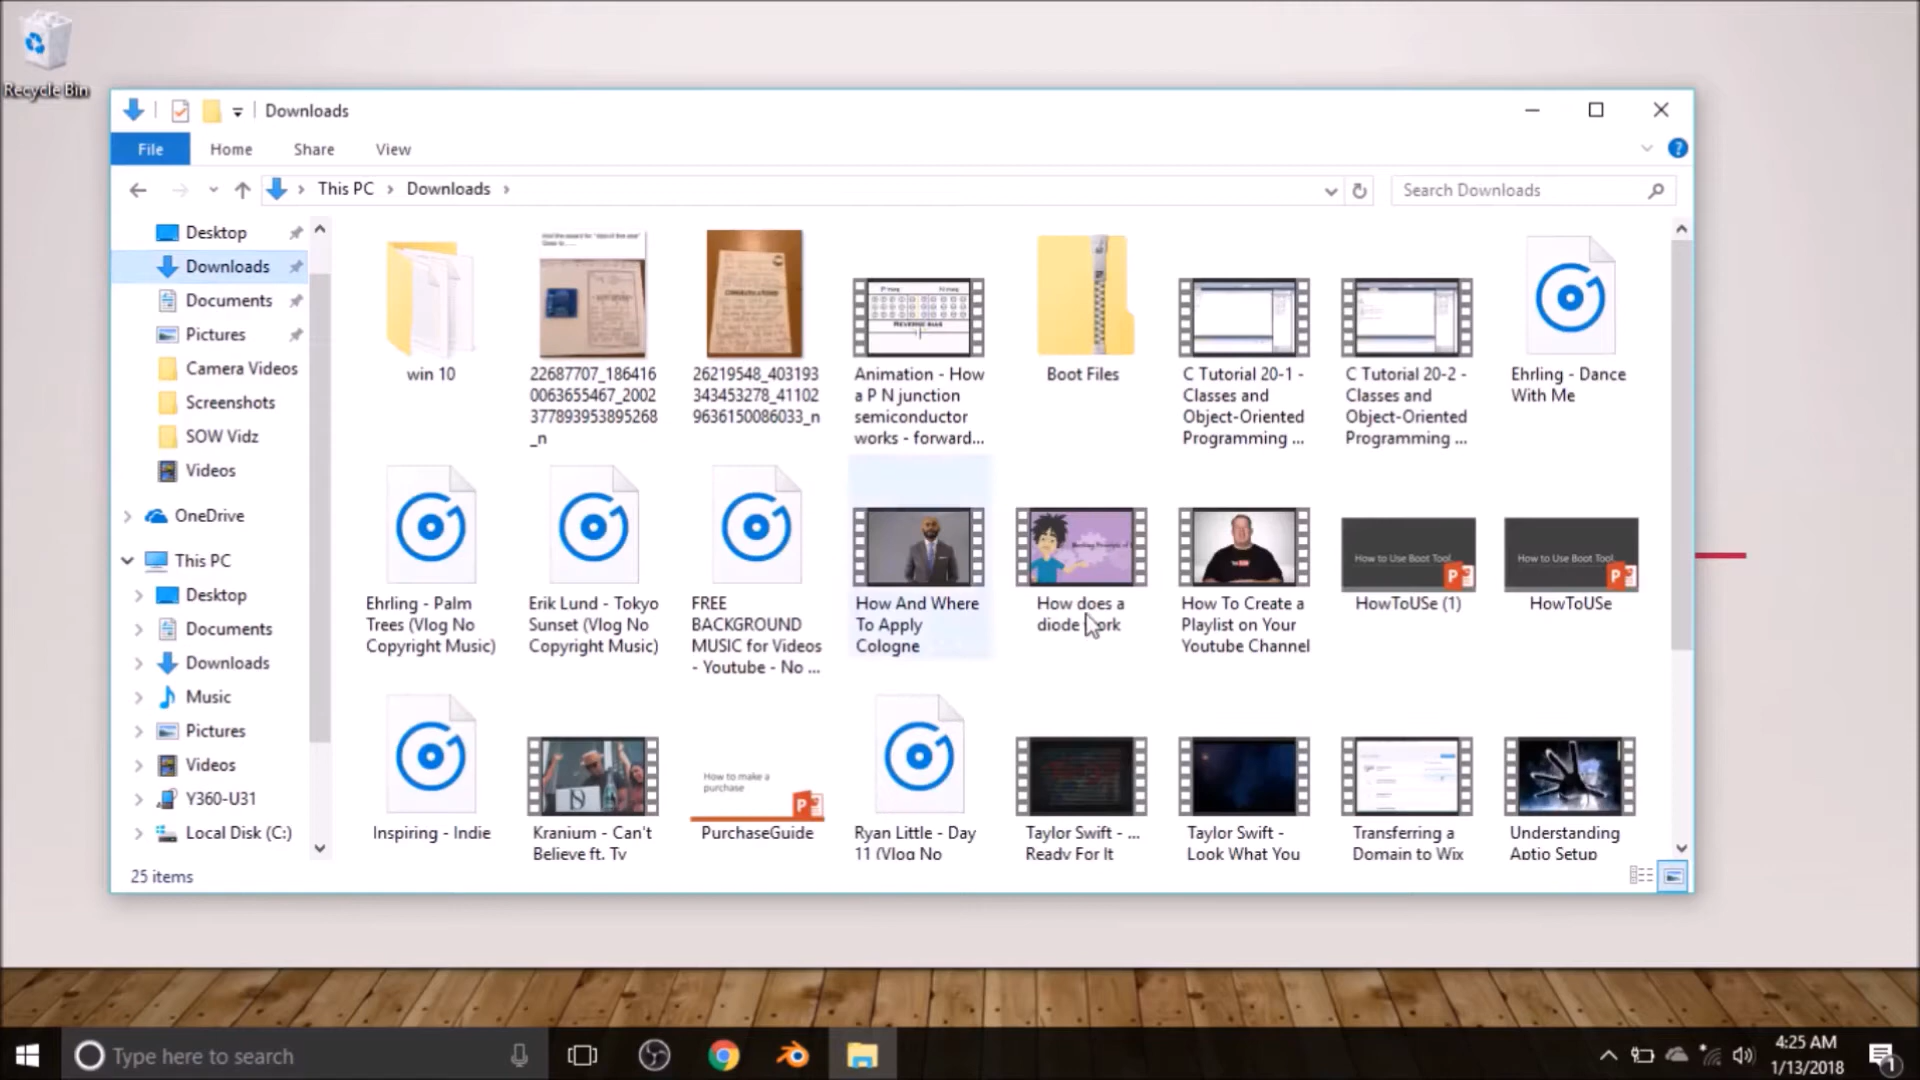 Recycle Bin
Downloads
File
Home
Share
View
This PC
Downloads
Search Downloads
Desktop
Downloads
Documents
Pictures
Camera Videos
Screenshots
SOW Vidz
Videos
OneDrive
This PC
Desktop
Documents
Downloads
Music
Pictures
Videos
Y360-U31
Local Disk (C:)
win 10
22687707_186416
0063655467_2002
377893953895268
_n
26219548_403193
343453278_41102
9636150086033_n
REVERSE BIAS
Animation - How
a P N junction
semiconductor
works - forward...
Boot Files
C Tutorial 20-1 -
Classes and
Object-Oriented
Programming ...
C Tutorial 20-2 -
Classes and
Object-Oriented
Programming ...
Ehrling - Dance
With Me
Ehrling - Palm
Trees (Vlog No
Copyright Music)
Erik Lund - Tokyo
Sunset (Vlog No
Copyright Music)
FREE
BACKGROUND
MUSIC for Videos
- Youtube - No ...
How And Where
To Apply
Cologne
How does a
diode work
How To Create a
Playlist on Your
Youtube Channel
How to Use Boot Tool
HowToUSe (1)
How to Use Boot Tool
HowToUSe
Inspiring - Indie
Kranium - Can't
Believe ft. Ty
How to make a
purchase
PurchaseGuide
Ryan Little - Day
11 (Vlog No
Taylor Swift - ...
Ready For It
Taylor Swift -
Look What You
Transferring a
Domain to Wix
Understanding
Aptio Setup
25 items
Type here to search
4:25 AM
1/13/2018
1